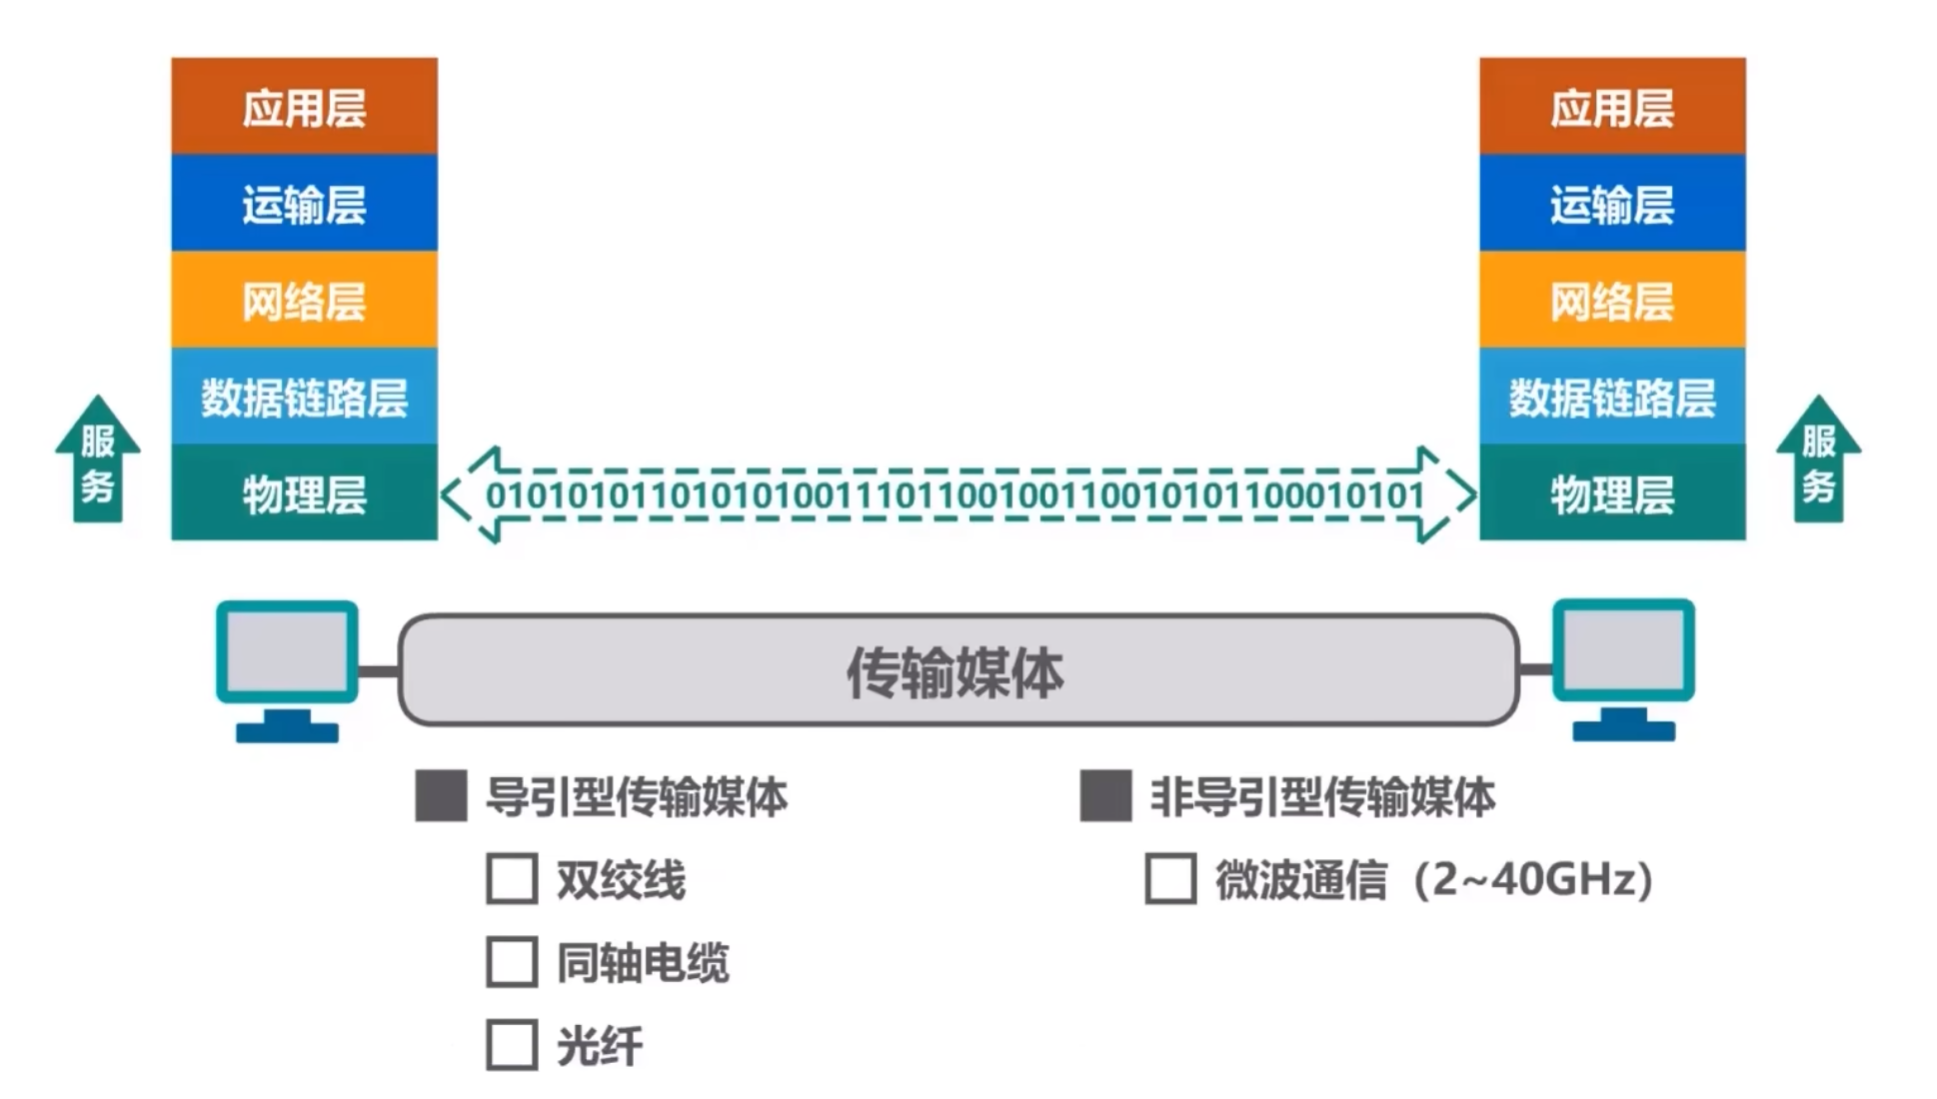 应用层
运输层
网络层
数据链路层
物理层
服务
应用层
运输层
网络层
数据链路层
物理层
服务
010101011010101001110110010011001010110001010​1
传输媒体
导引型传输媒体
双绞线
同轴电缆
光纤
非导引型传输媒体
微波通信（2~40GHz）